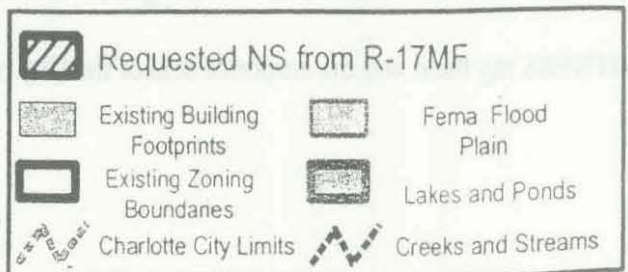 Requested NS from R-17MF
Existing Building
Footprints
Fema Flood
Plain
Existing Zoning
Boundaries
Lakes and Ponds
Charlotte City Limits
Creeks and Streams